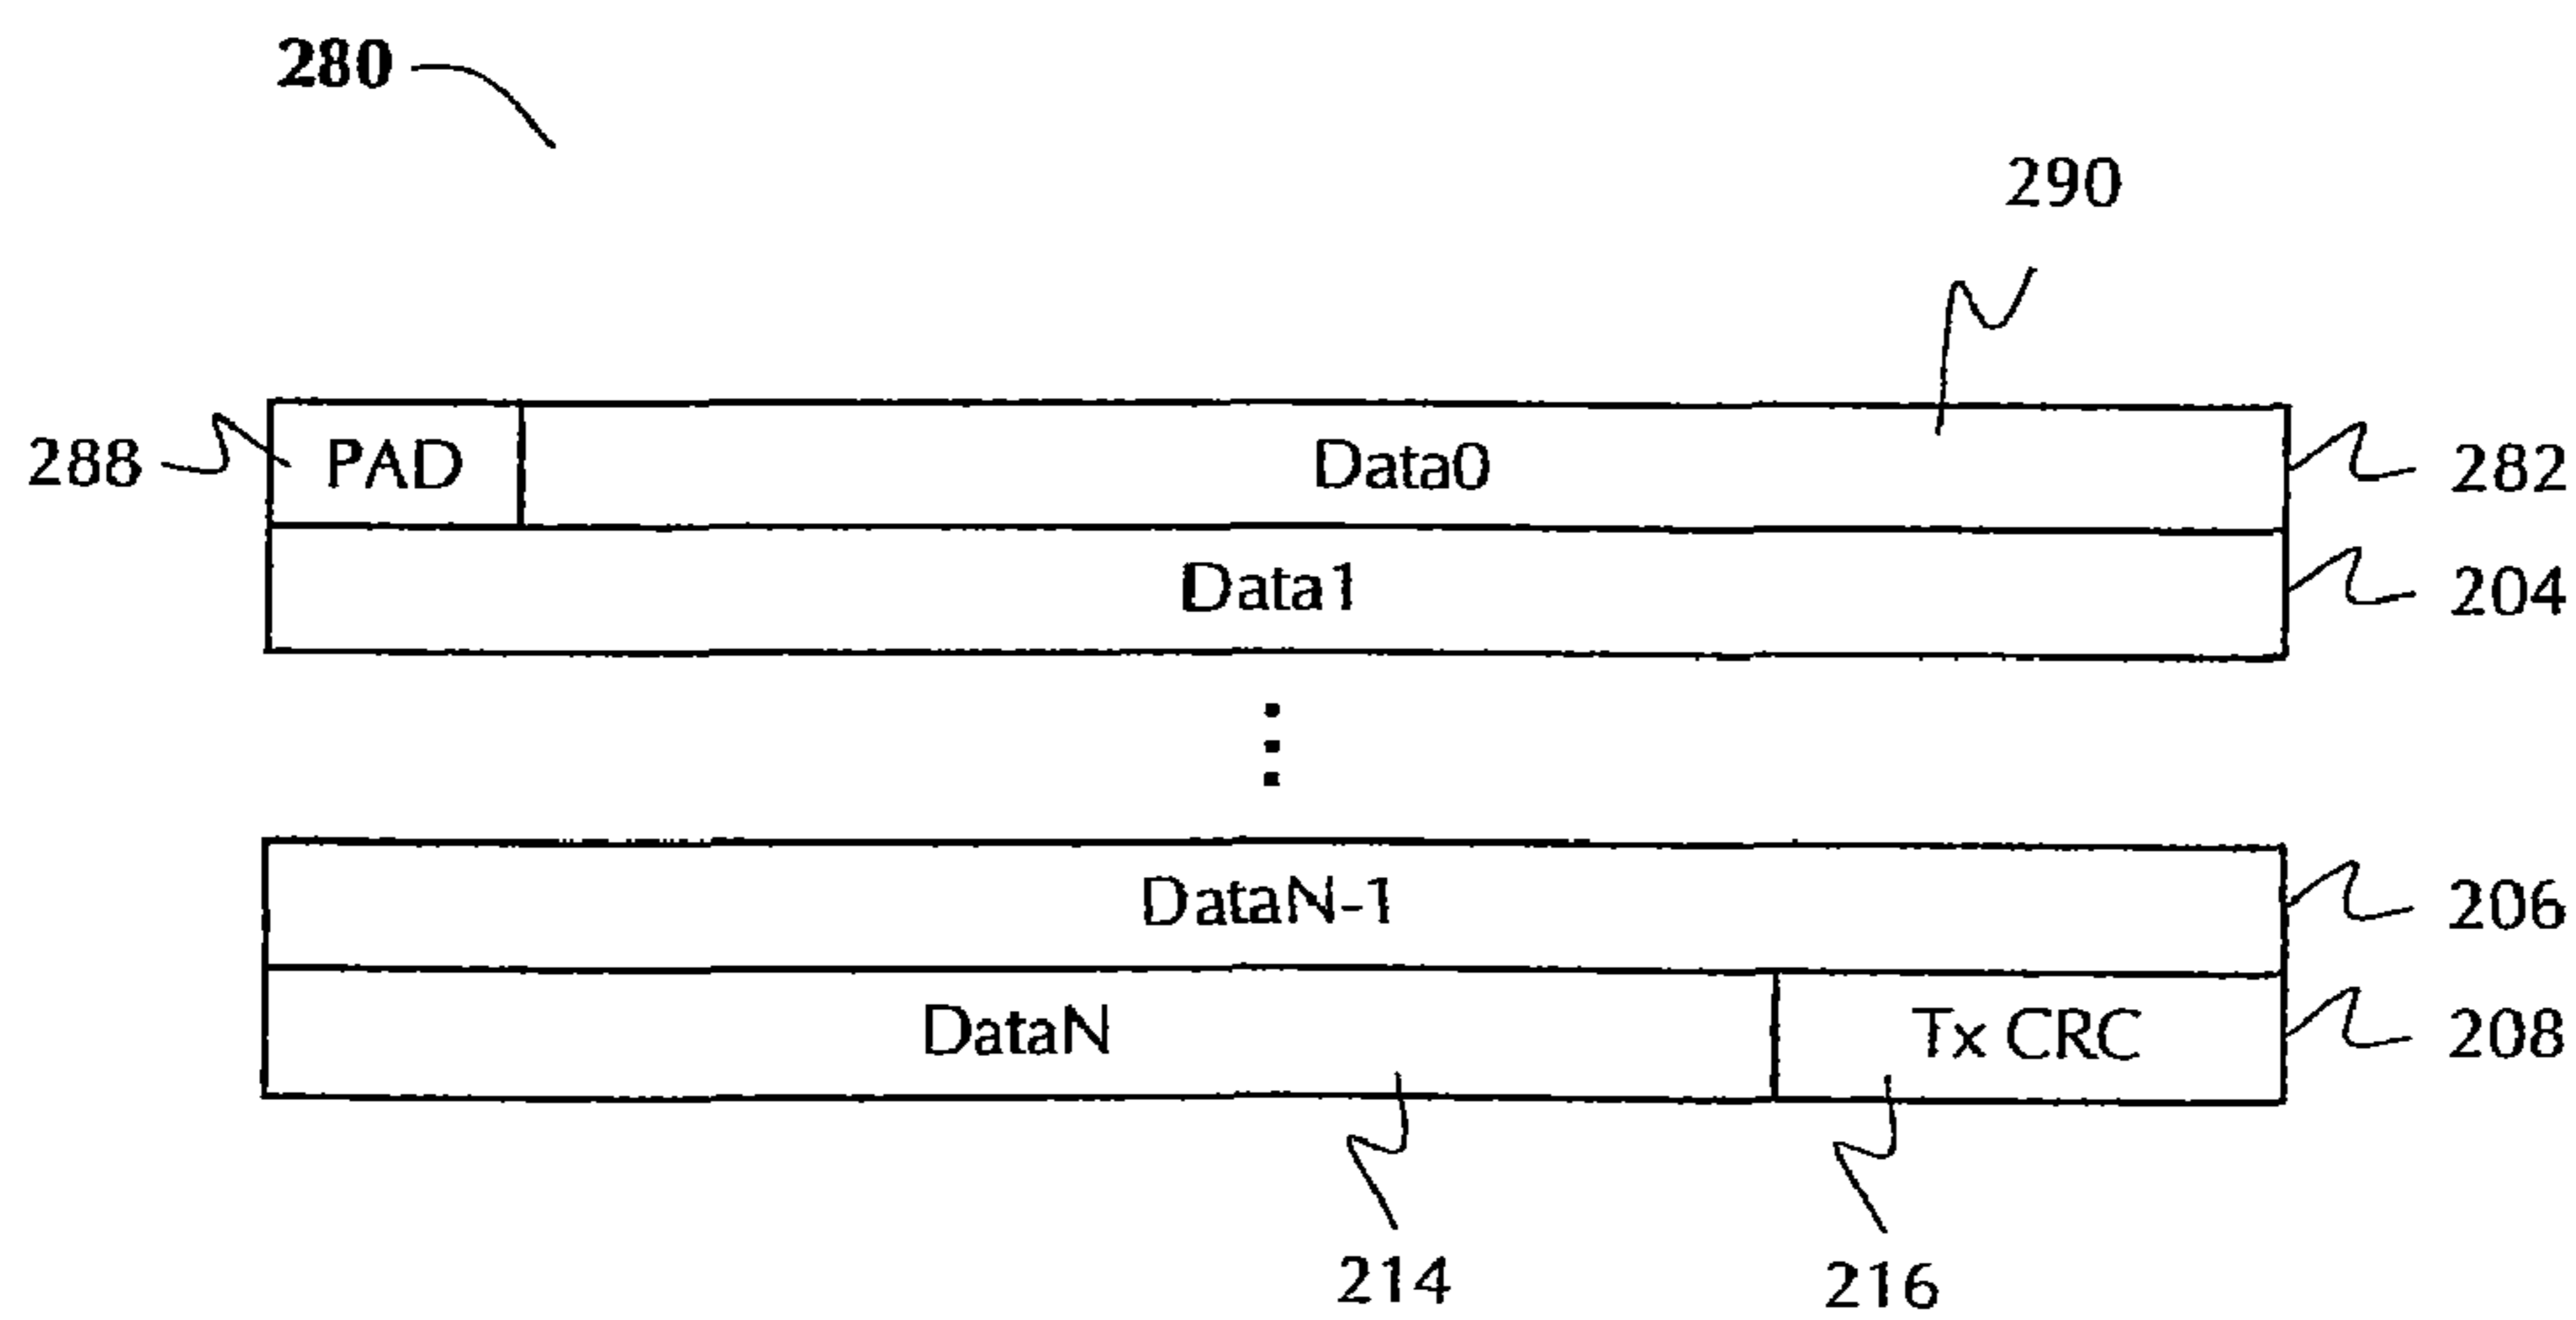 280
290
288 PAD Data0 282
Data1 204
DataN-1 206
DataN Tx CRC 208
214 216